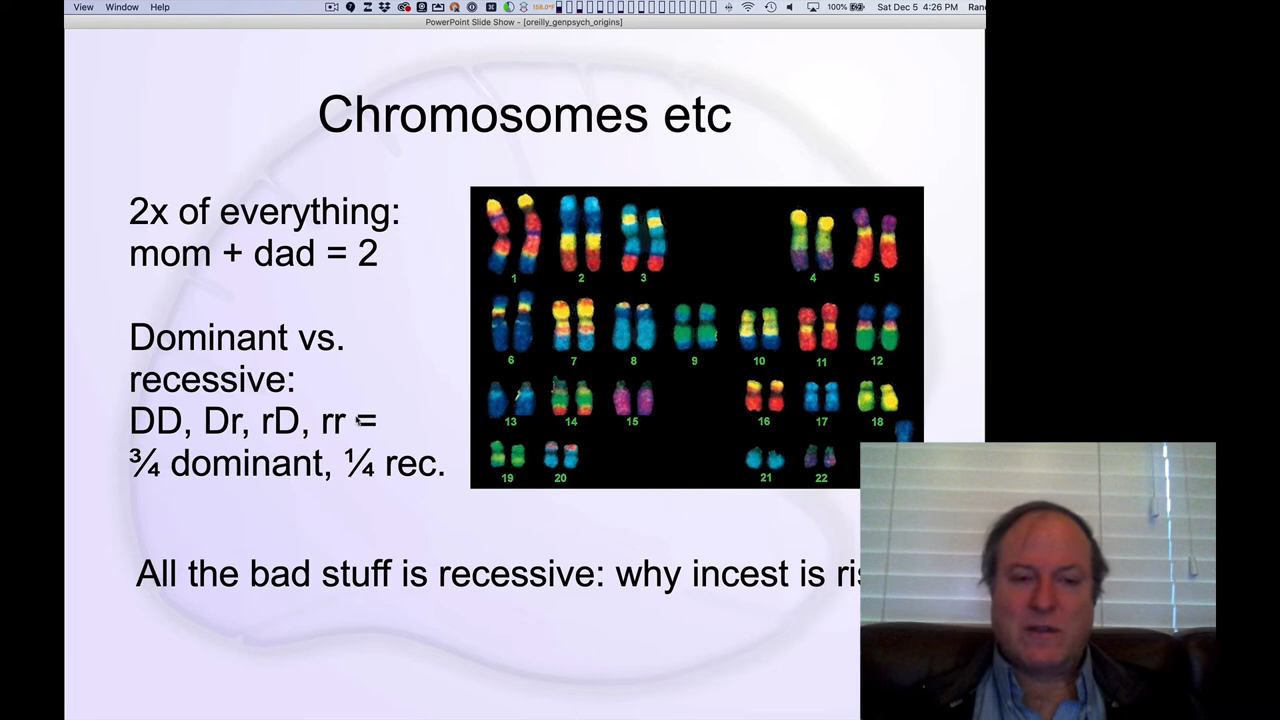 View Window Help
158.0°F
100%
Sat Dec 5 4:26 PM
PowerPoint Slide Show - [oreilly_genpsych_origins]
Chromosomes etc
2x of everything:
mom + dad = 2
Dominant vs.
recessive:
DD, Dr, rD, rr =
¾ dominant, ¼ rec.
1 2 3 4 5
6 7 8 9 10 11 12
13 14 15 16 17 18
19 20 21 22
All the bad stuff is recessive: why incest is